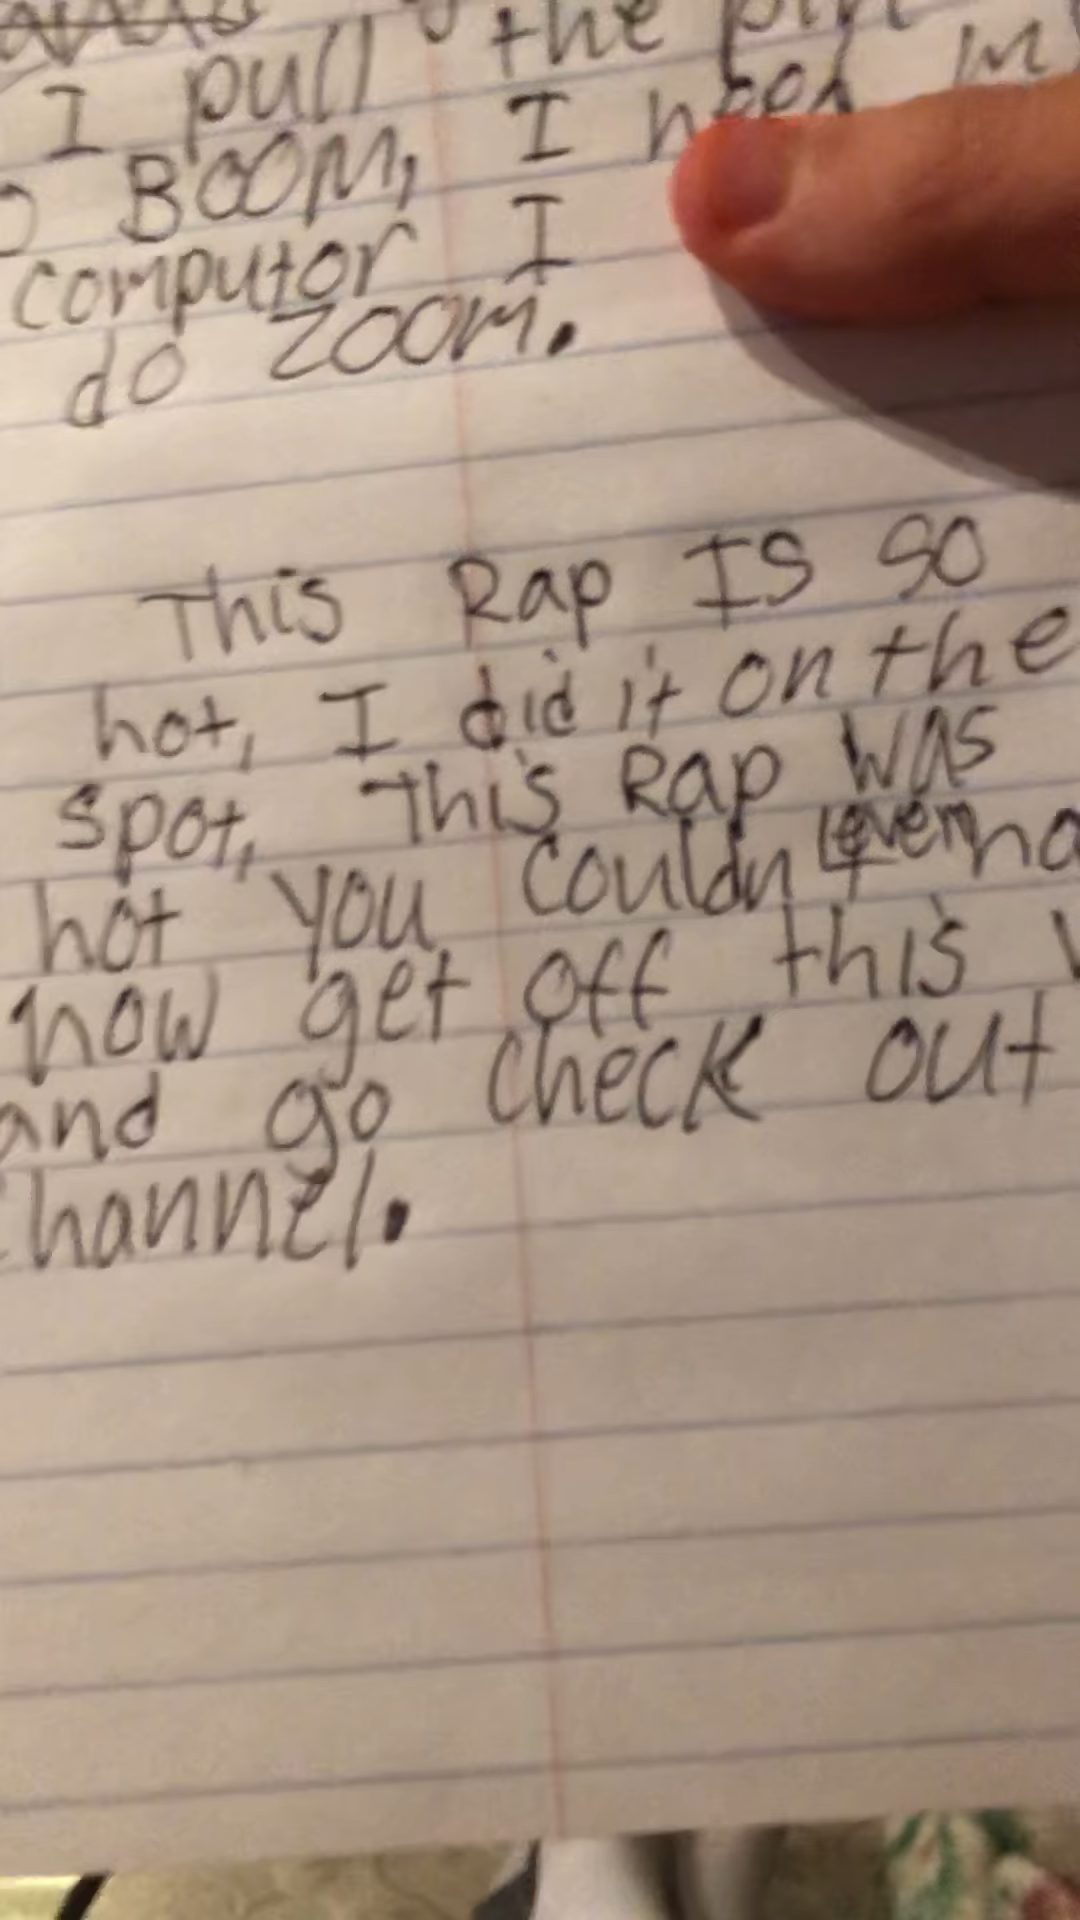 the
I pull
BOOM, I need
computor I
do ZOOM.
This Rap IS so
hot, I did it on the
spot, This Rap was
hot you couldn even
now get off this
and go check out
hannel.